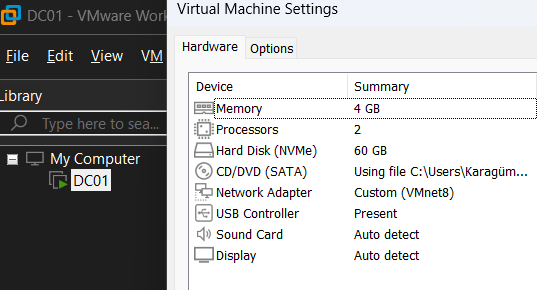 DC01 - VMware Work
File Edit View VM
Library
Type here to sea...
My Computer
DC01
Virtual Machine Settings
Hardware Options
Device Summary
Memory 4 GB
Processors 2
Hard Disk (NVMe) 60 GB
CD/DVD (SATA) Using file C:\Users\Karagüm...
Network Adapter Custom (VMnet8)
USB Controller Present
Sound Card Auto detect
Display Auto detect